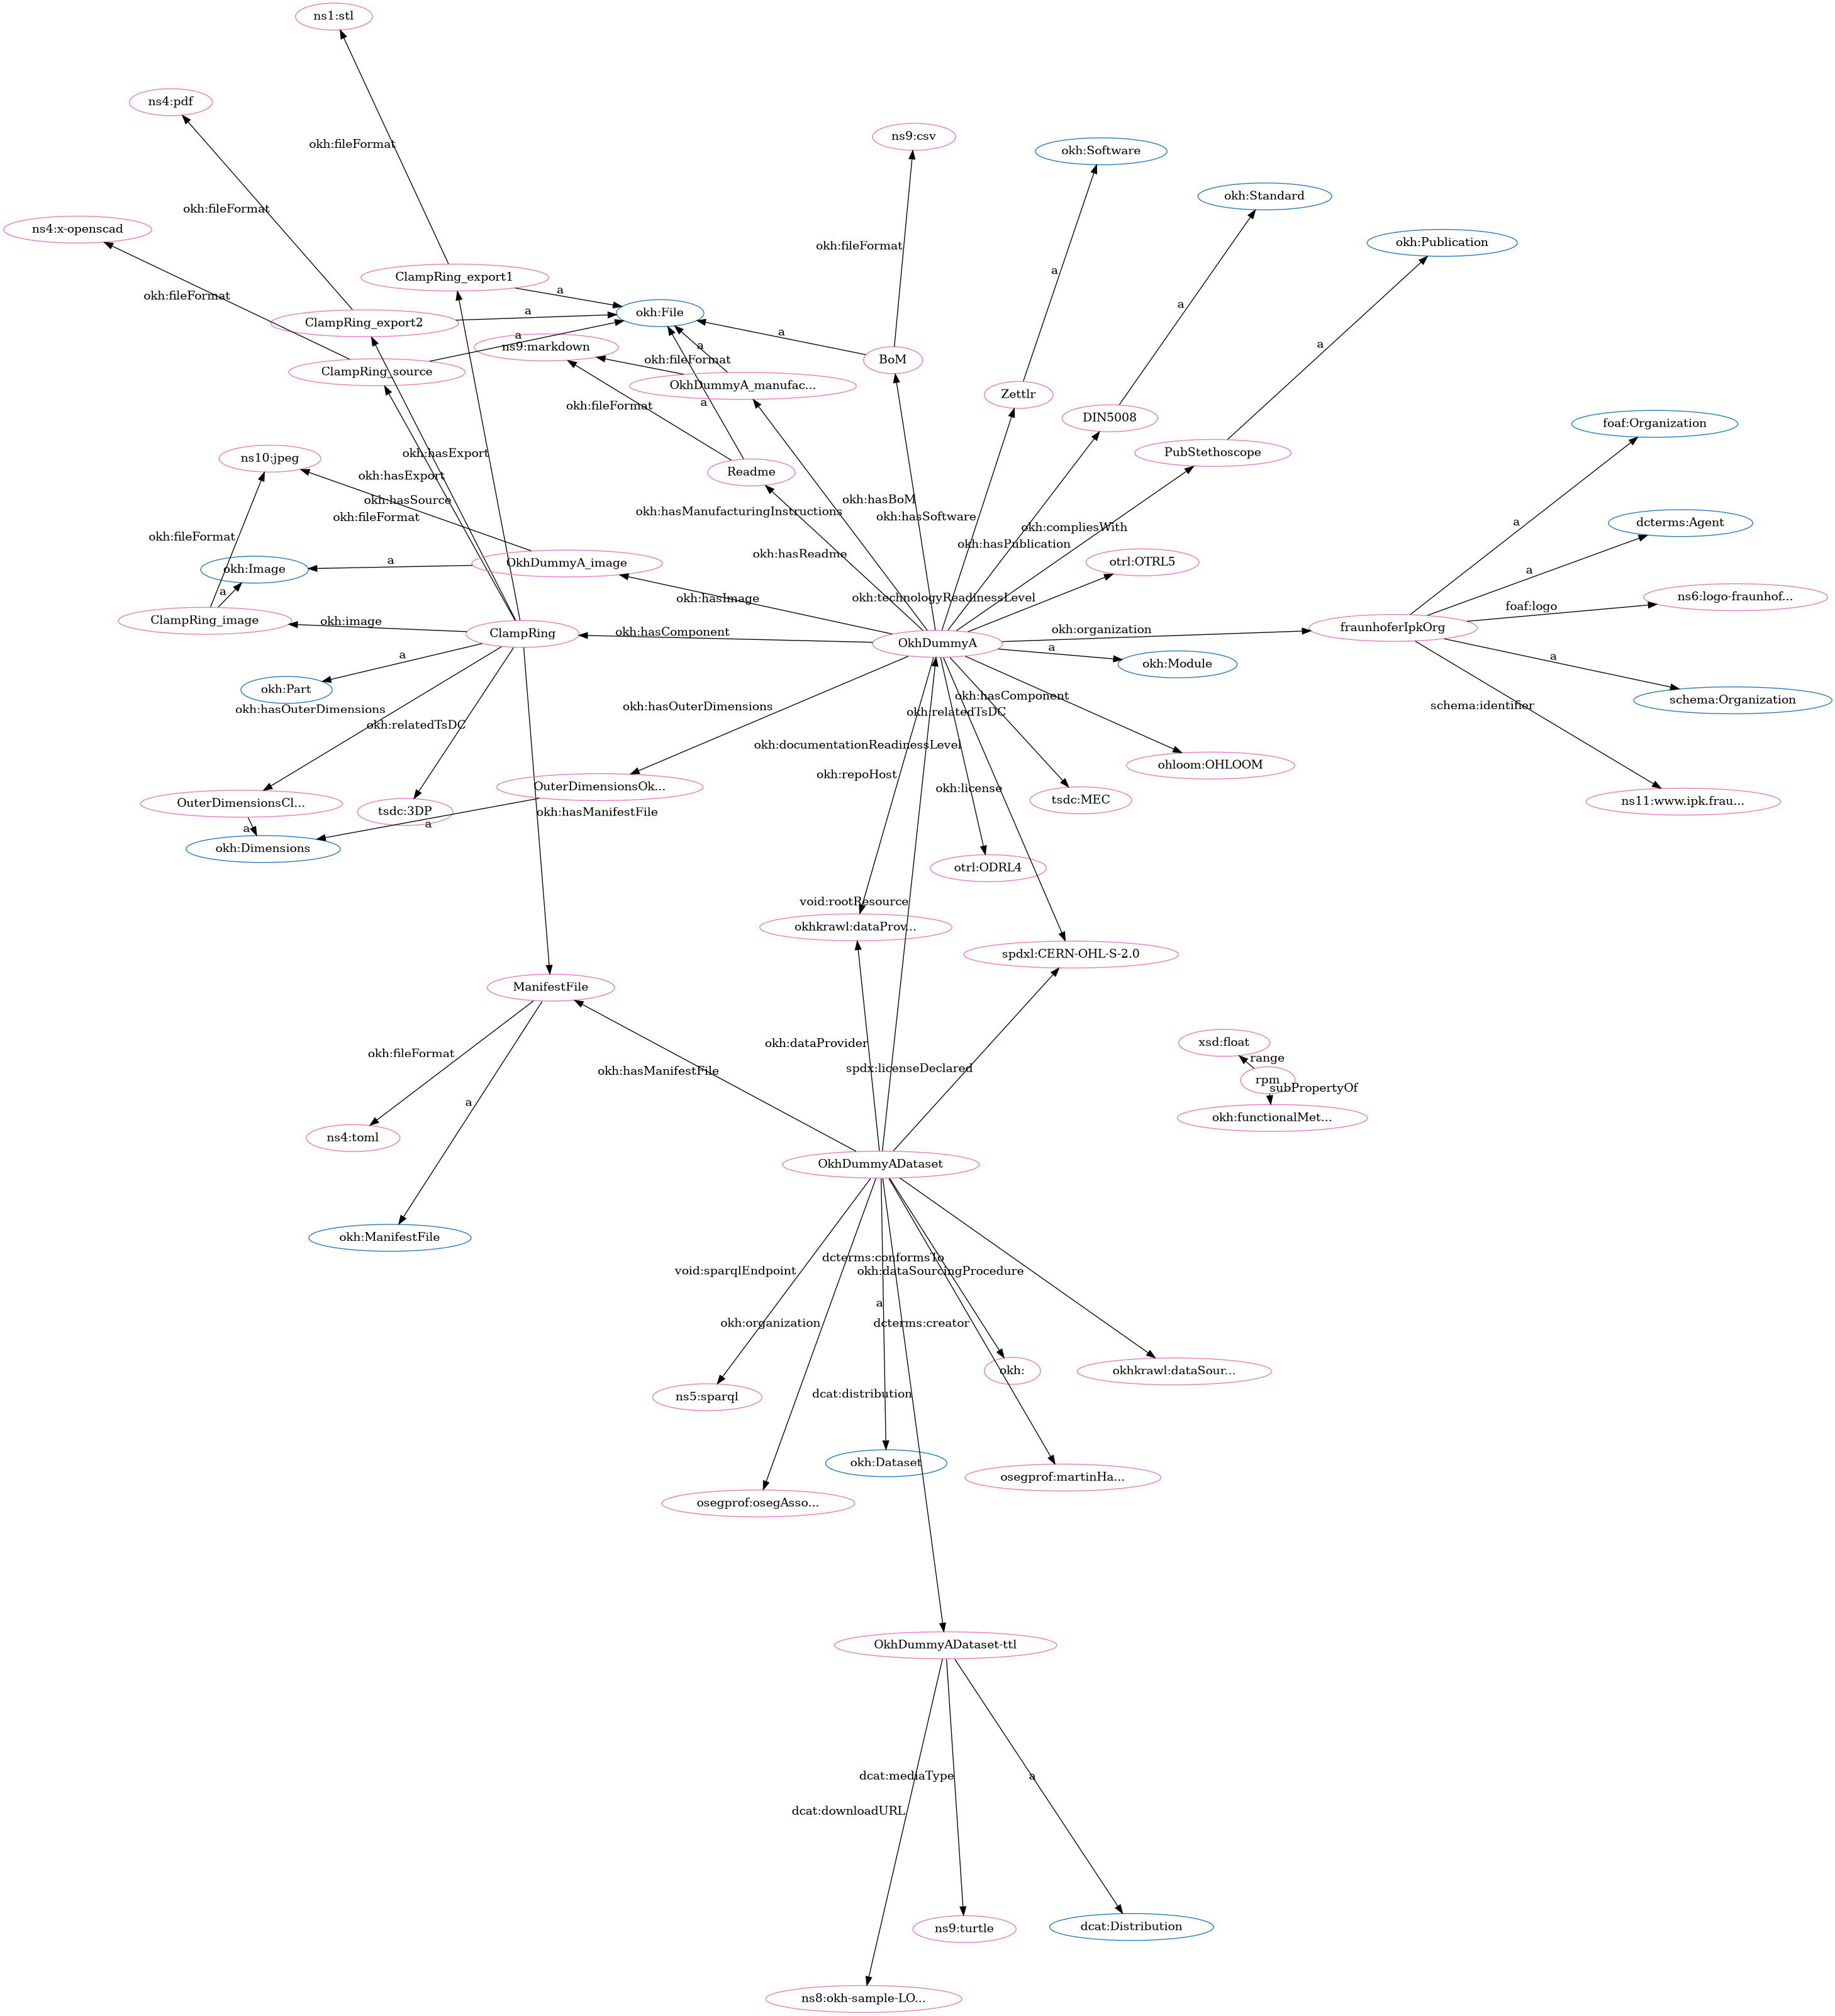 ns1:stl
ns4:pdf
ns9:csv
okh:fileFormat
okh:Software
okh:Standard
okh:fileFormat
ns4:x-openscad
okh:Publication
okh:fileFormat
a
ClampRing_export1
okh:fileFormat
a
a
okh:File
a
ClampRing_export2
a
a
a
ns9:markdown
a
okh:fileFormat
BoM
ClampRing_source
OkhDummyA_manufac...
Zettlr
okh:fileFormat
a
DIN5008
foaf:Organization
okh:hasExport
PubStethoscope
ns10:jpeg
okh:hasExport
Readme
okh:hasSource
okh:hasBoM
okh:fileFormat
okh:hasManufacturingInstructions
okh:hasSoftware
a
dcterms:Agent
okh:fileFormat
okh:compliesWith
okh:hasPublication
okh:hasReadme
a
OkhDummyA_image
otrl:OTRL5
okh:Image
a
a
okh:hasImage
okh:technologyReadinessLevel
ns6:logo-fraunhof...
foaf:logo
ClampRing_image
okh:image
ClampRing
okh:hasComponent
OkhDummyA
okh:organization
fraunhoferIpkOrg
a
a
okh:Module
a
okh:Part
okh:hasComponent
schema:Organization
okh:hasOuterDimensions
okh:hasOuterDimensions
okh:relatedTsDC
schema:identifier
okh:relatedTsDC
okh:documentationReadinessLevel
ohloom:OHLOOM
okh:repoHost
OuterDimensionsOk...
okh:license
OuterDimensionsCl...
tsdc:3DP
okh:hasManifestFile
tsdc:MEC
ns11:www.ipk.frau...
a
a
okh:Dimensions
otrl:ODRL4
void:rootResource
okhkrawl:dataProv...
spdxl:CERN-OHL-S-2.0
ManifestFile
okh:dataProvider
xsd:float
okh:fileFormat
okh:hasManifestFile
spdx:licenseDeclared
range
rpm
subPropertyOf
a
okh:functionalMet...
ns4:toml
OkhDummyADataset
okh:ManifestFile
dcterms:conformsTo
void:sparqlEndpoint
okh:dataSourcingProcedure
a
okh:organization
dcterms:creator
okh:
okhkrawl:dataSour...
ns5:sparql
dcat:distribution
okh:Dataset
osegprof:martinHa...
osegprof:osegAsso...
OkhDummyADataset-ttl
dcat:mediaType
a
dcat:downloadURL
ns9:turtle
dcat:Distribution
ns8:okh-sample-LO...